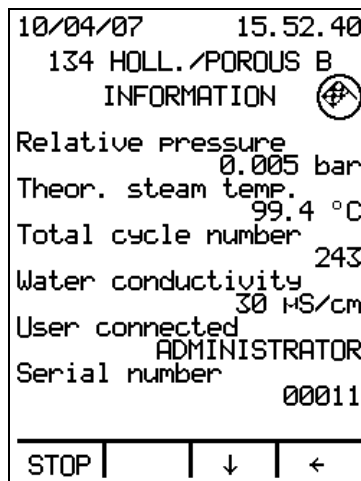 10/04/07 15.52.40
134 HOLL./POROUS B
INFORMATION
Relative pressure
0.005 bar
Theor. steam temp.
99.4 °C
Total cycle number
243
Water conductivity
30 µS/cm
User connected
ADMINISTRATOR
Serial number
00011
STOP ↓ ←